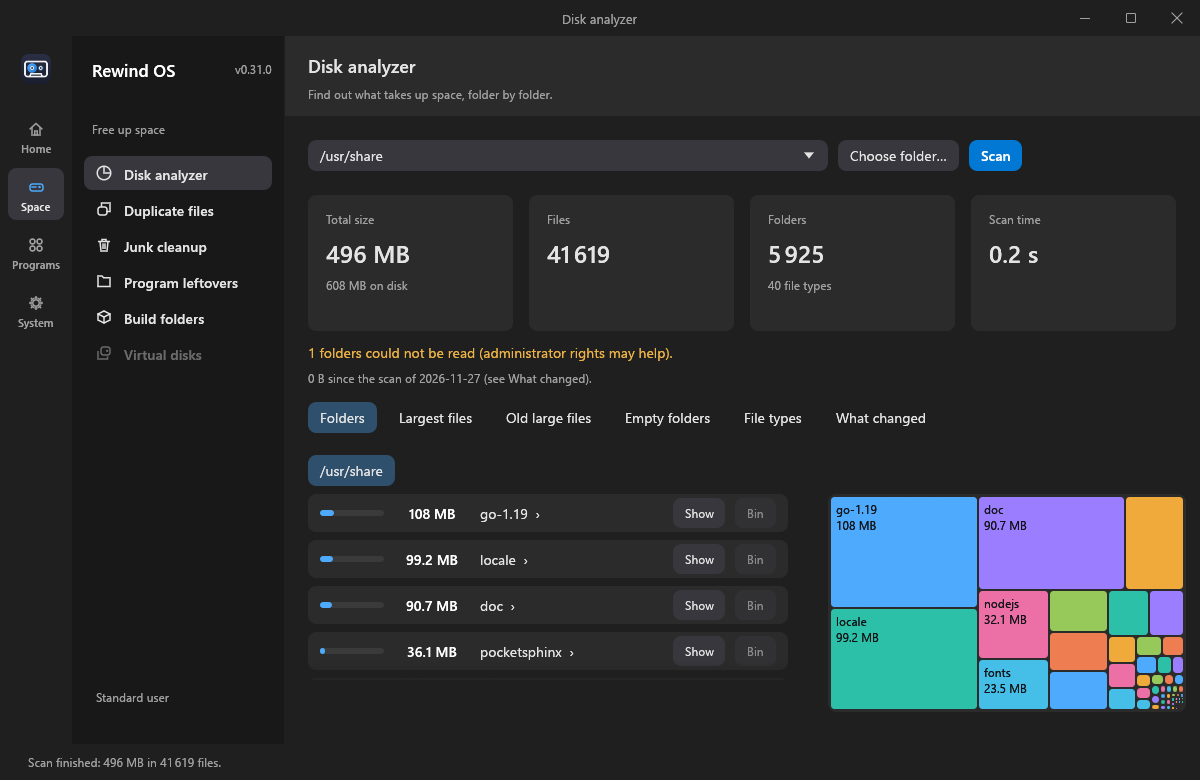 Disk analyzer
Rewind OS v0.31.0
Home
Space
Programs
System
Free up space
Disk analyzer
Duplicate files
Junk cleanup
Program leftovers
Build folders
Virtual disks
Standard user
Disk analyzer
Find out what takes up space, folder by folder.
/usr/share Choose folder... Scan
Total size
496 MB
608 MB on disk
Files
41 619
Folders
5 925
40 file types
Scan time
0.2 s
1 folders could not be read (administrator rights may help).
0 B since the scan of 2026-11-27 (see What changed).
Folders Largest files Old large files Empty folders File types What changed
/usr/share
108 MB go-1.19 › Show Bin
99.2 MB locale › Show Bin
90.7 MB doc › Show Bin
36.1 MB pocketsphinx › Show Bin
go-1.19
108 MB
doc
90.7 MB
nodejs
32.1 MB
locale
99.2 MB
fonts
23.5 MB
Scan finished: 496 MB in 41 619 files.